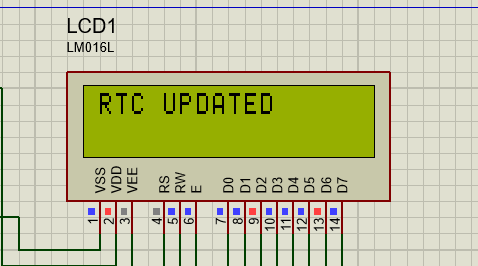 LCD1
LM016L
RTC UPDATED
VSS VDD VEE RS RW E D0 D1 D2 D3 D4 D5 D6 D7
1 2 3 4 5 6 7 8 9 10 11 12 13 14